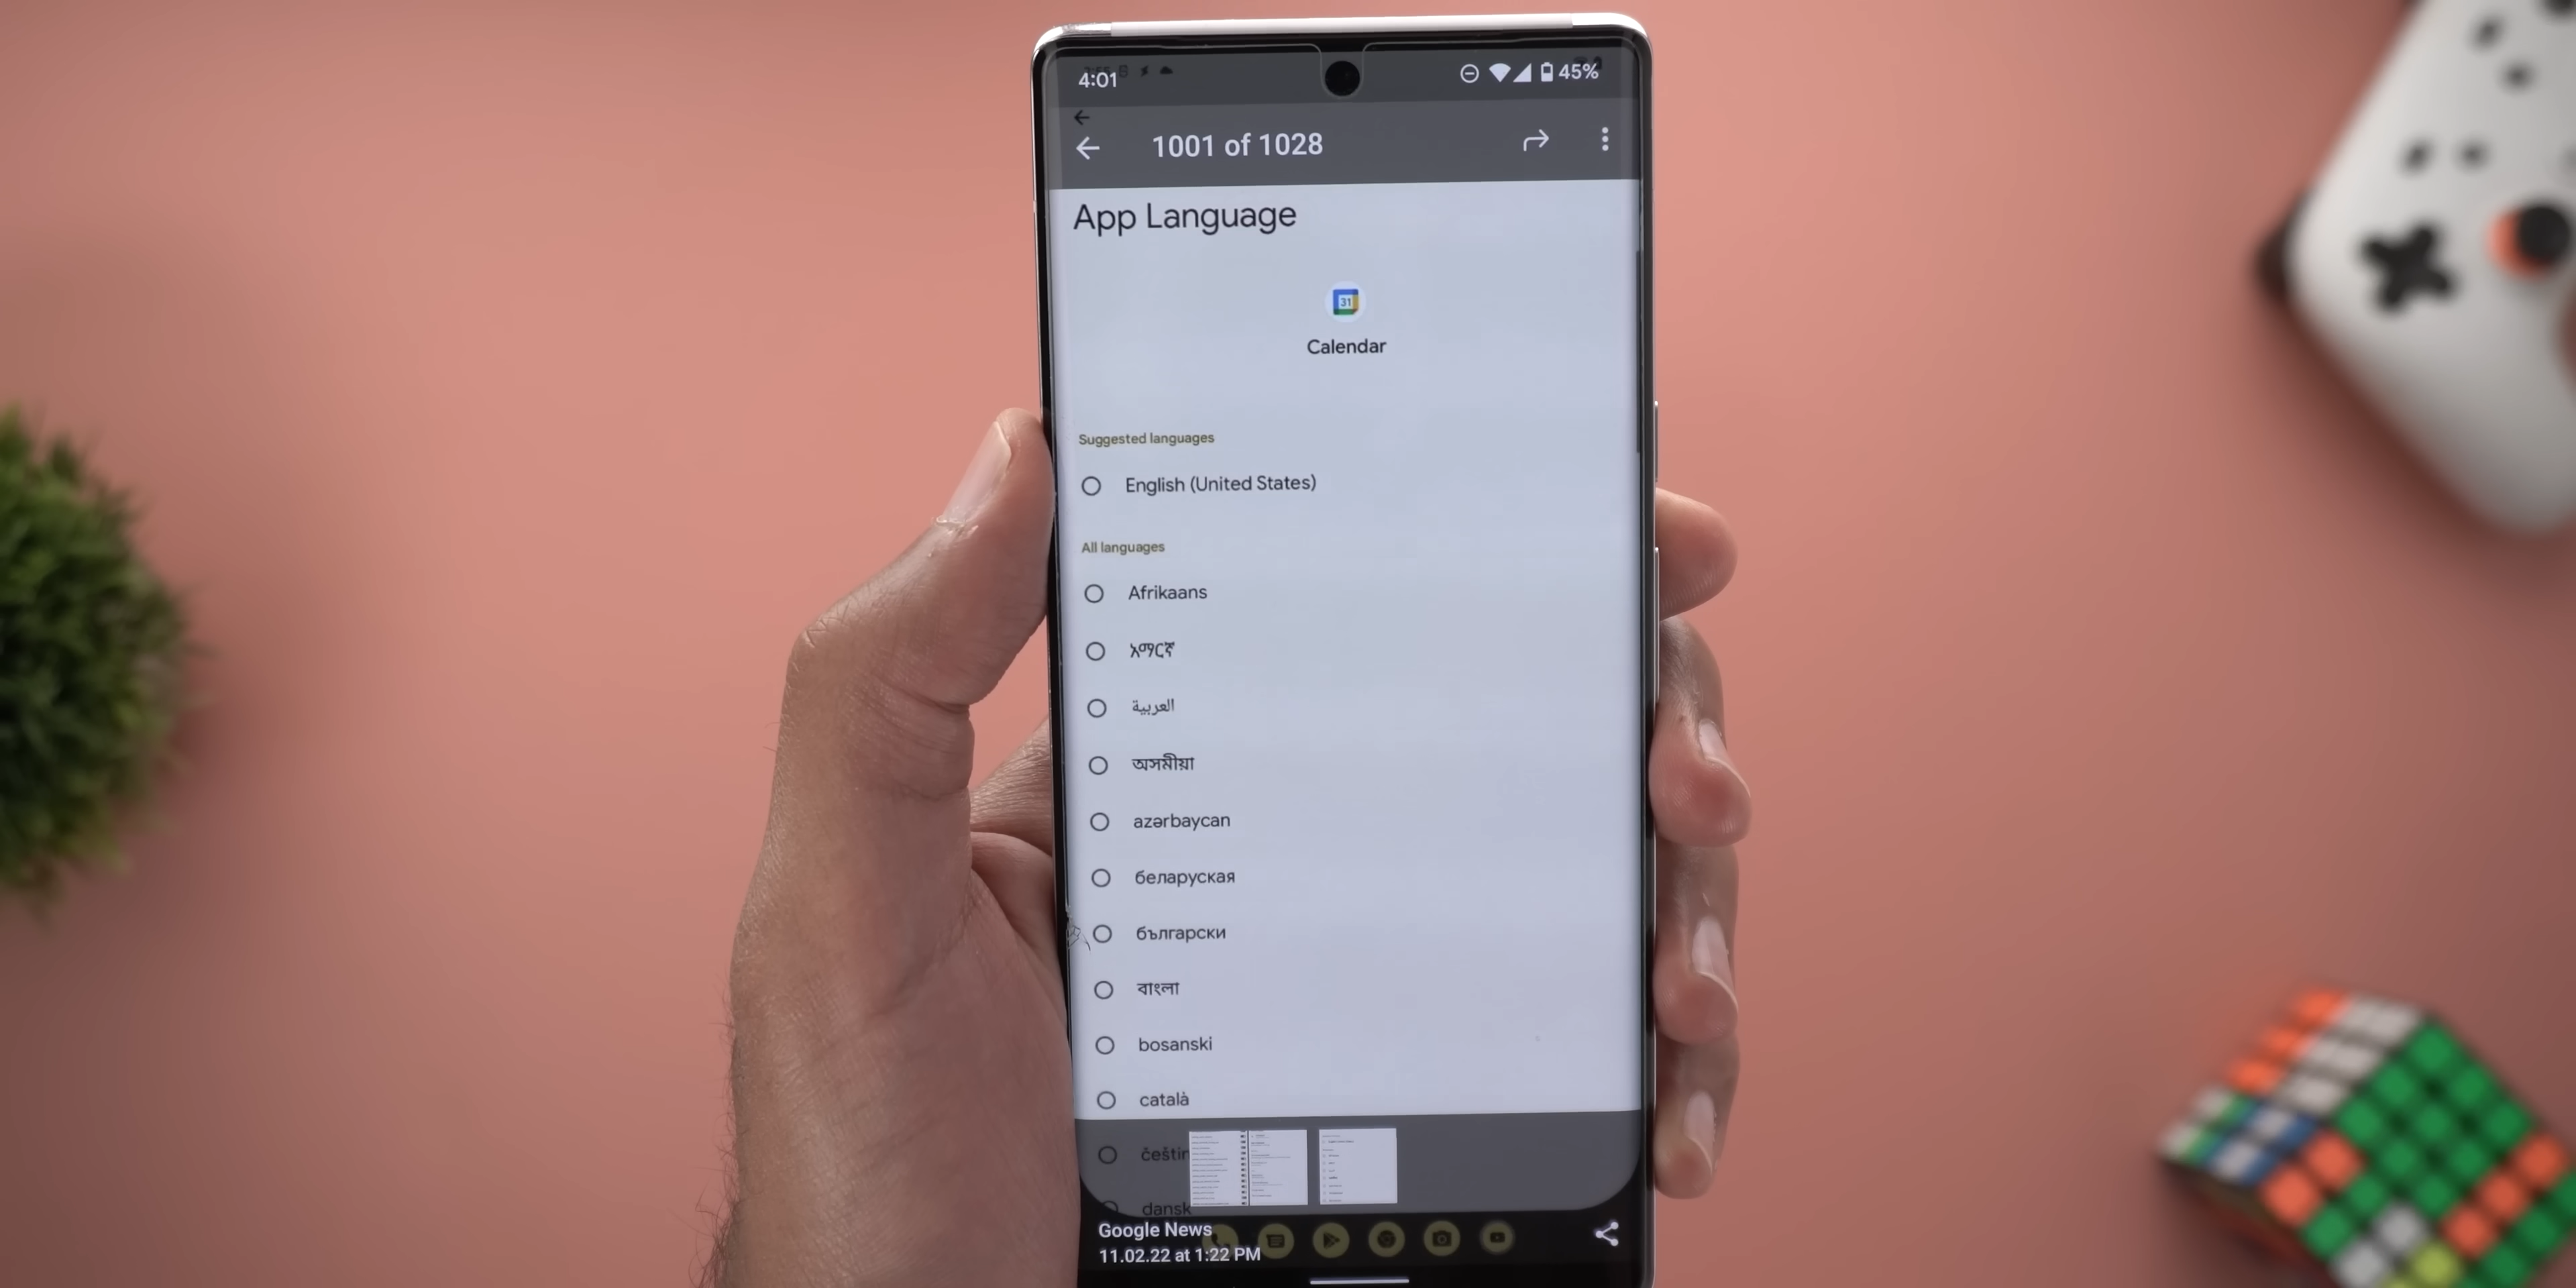 4:01
45%
1001 of 1028
App Language
31
Calendar
Suggested languages
English (United States)
All languages
Afrikaans
አማርኛ
العربية
অসমীয়া
azərbaycan
беларуская
български
বাংলা
bosanski
català
dansk
Google News
11.02.22 at 1:22 PM